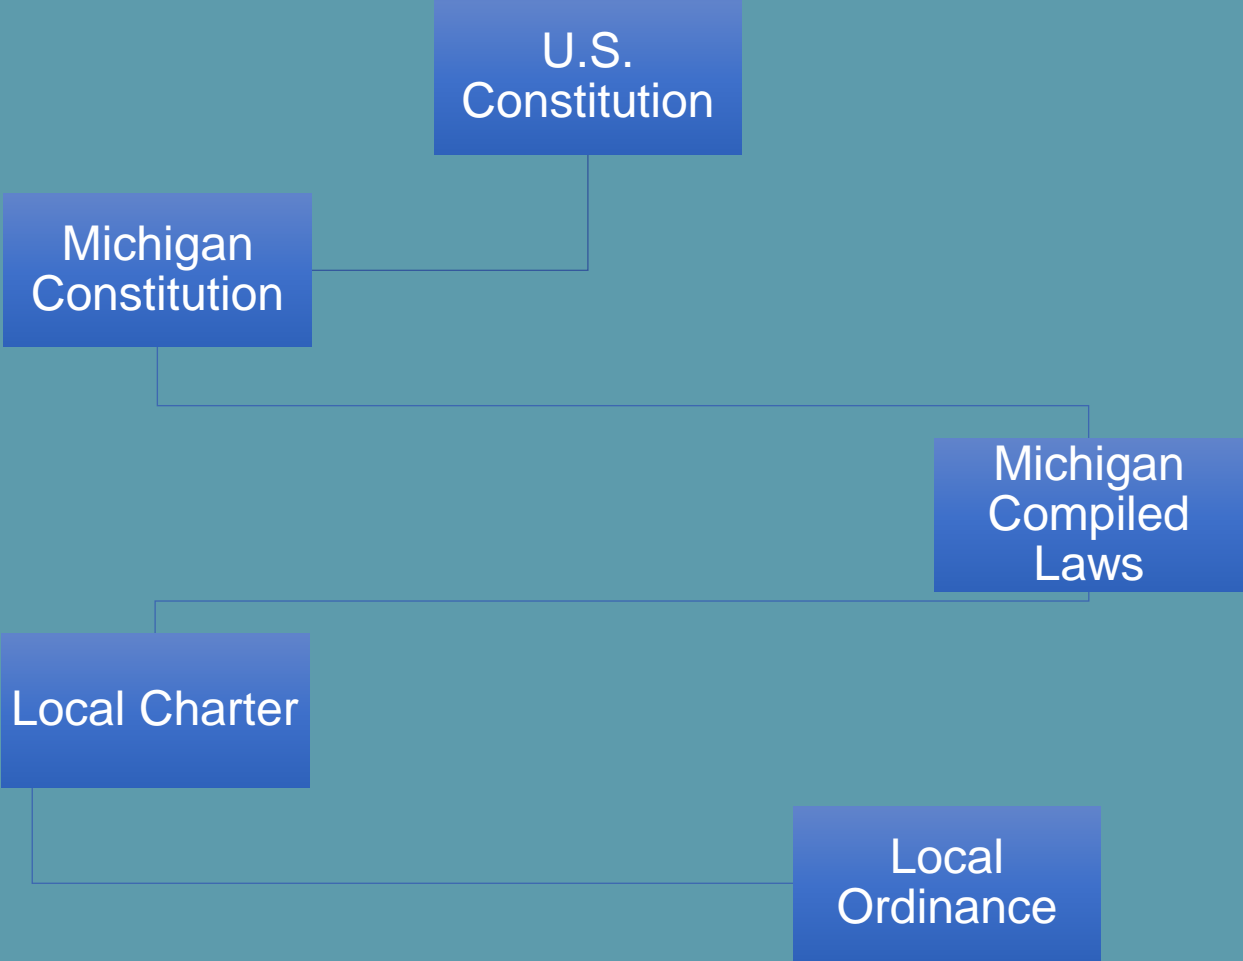 U.S.
Constitution
Michigan
Constitution
Michigan
Compiled
Laws
Local Charter
Local
Ordinance